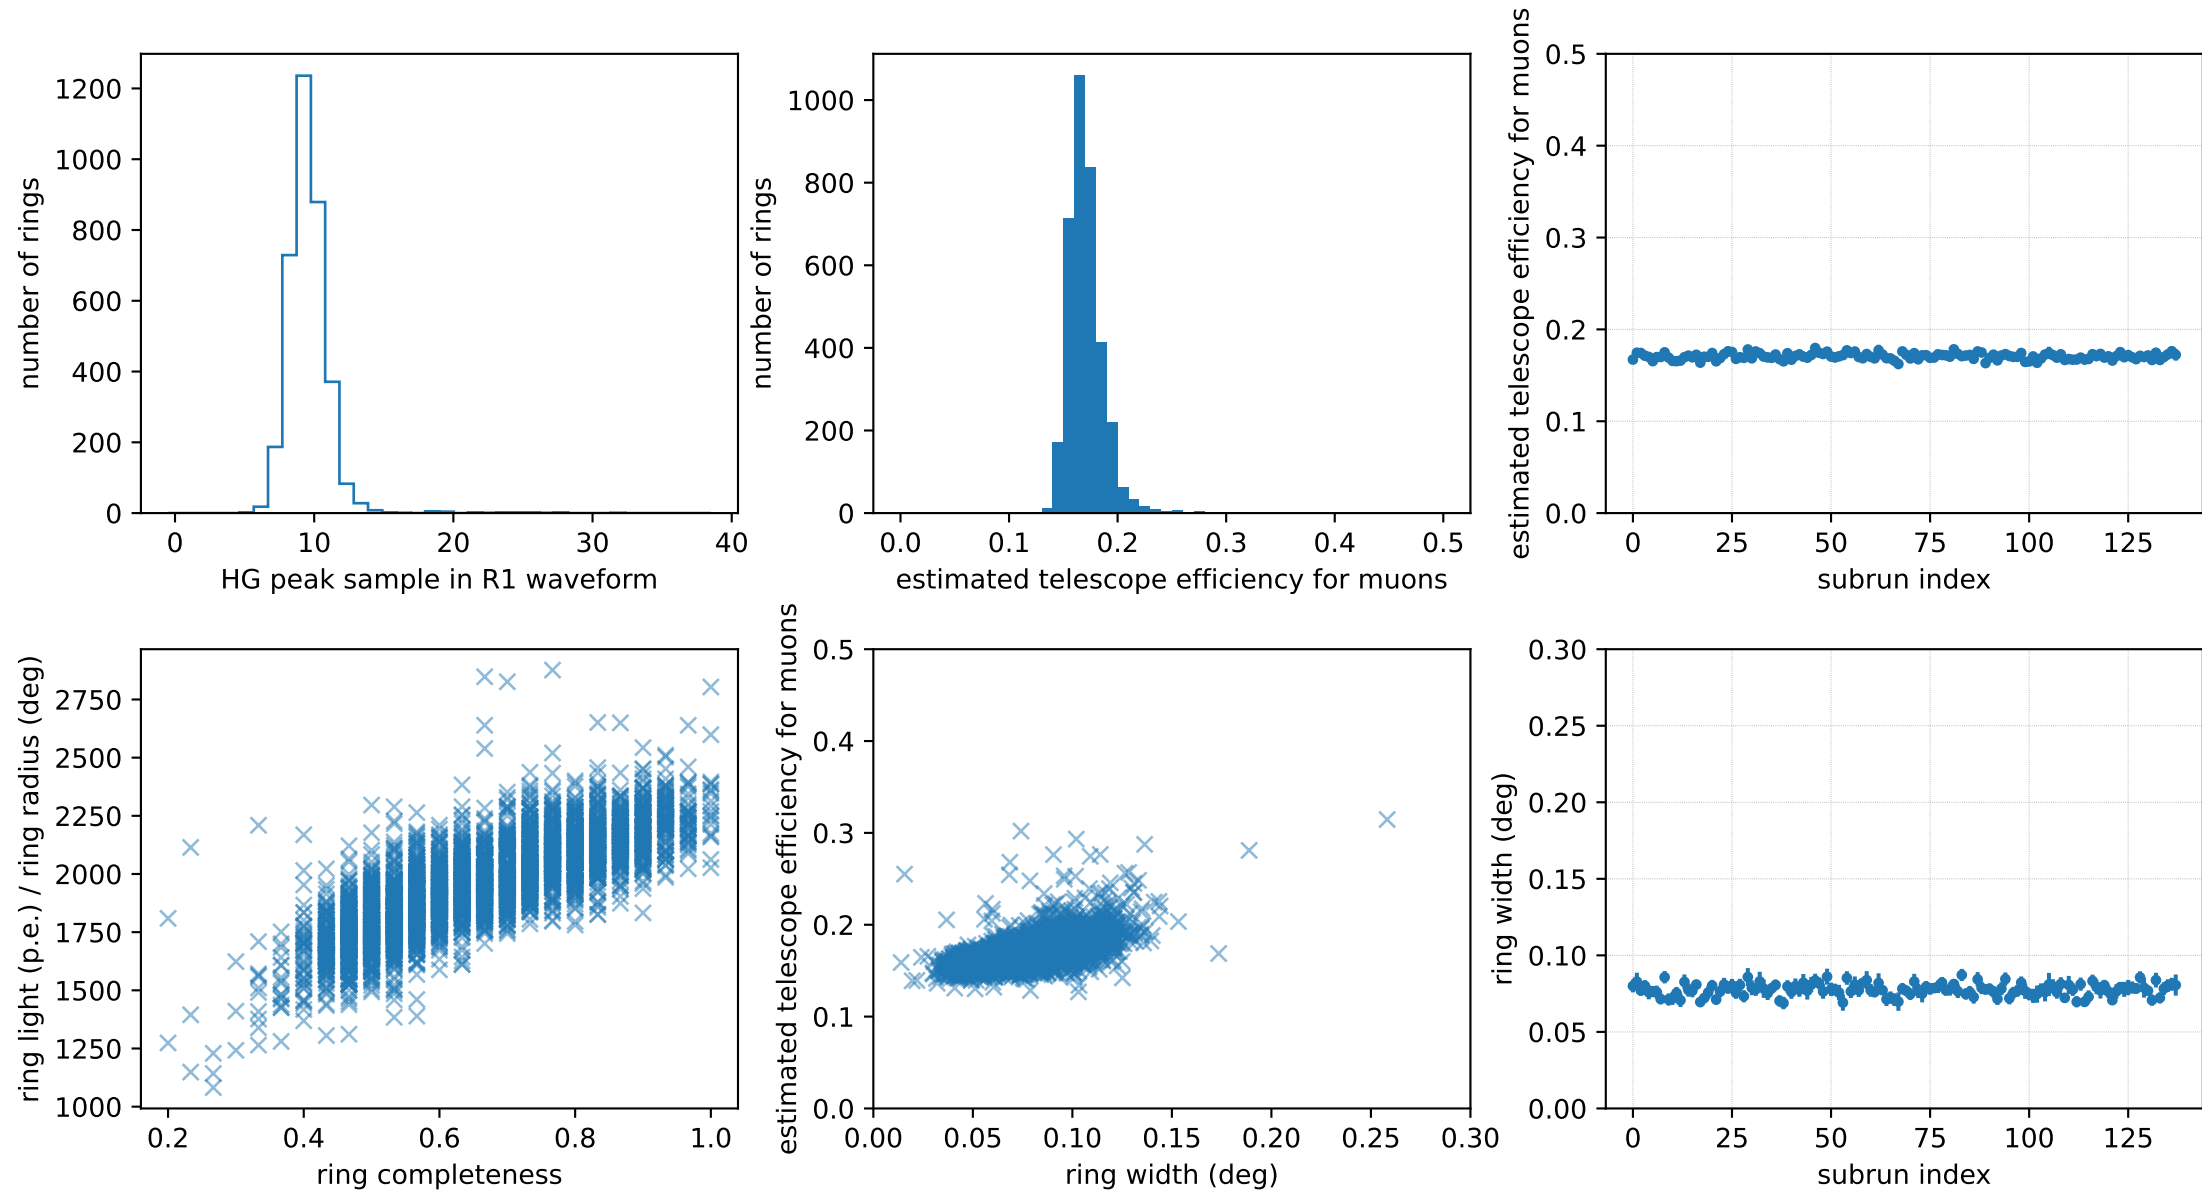 number of rings
1200
1000
800
600
400
200
0
0 10 20 30 40
HG peak sample in R1 waveform
number of rings
1000
800
600
400
200
0
0.0 0.1 0.2 0.3 0.4 0.5
estimated telescope efficiency for muons
estimated telescope efficiency for muons
0.5
0.4
0.3
0.2
0.1
0.0
0 25 50 75 100 125
subrun index
ring light (p.e.) / ring radius (deg)
2750
2500
2250
2000
1750
1500
1250
1000
0.2 0.4 0.6 0.8 1.0
ring completeness
estimated telescope efficiency for muons
0.5
0.4
0.3
0.2
0.1
0.0
0.00 0.05 0.10 0.15 0.20 0.25 0.30
ring width (deg)
ring width (deg)
0.30
0.25
0.20
0.15
0.10
0.05
0.00
0 25 50 75 100 125
subrun index